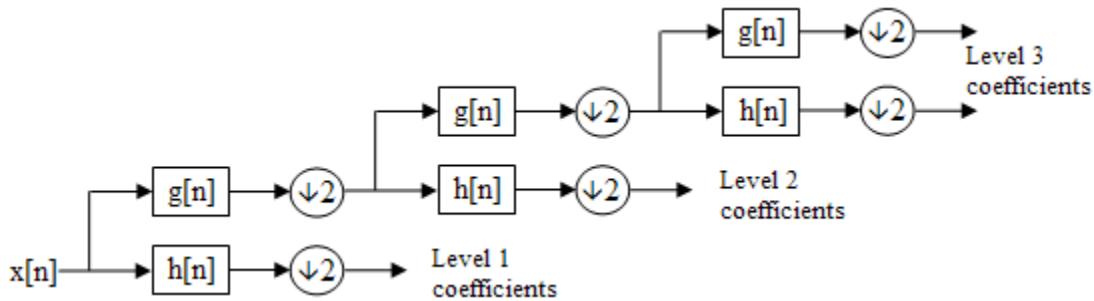 g[n] ↓2
Level 3
coefficients
g[n] ↓2 h[n] ↓2
g[n] ↓2 h[n] ↓2
Level 2
coefficients
x[n] h[n] ↓2
Level 1
coefficients